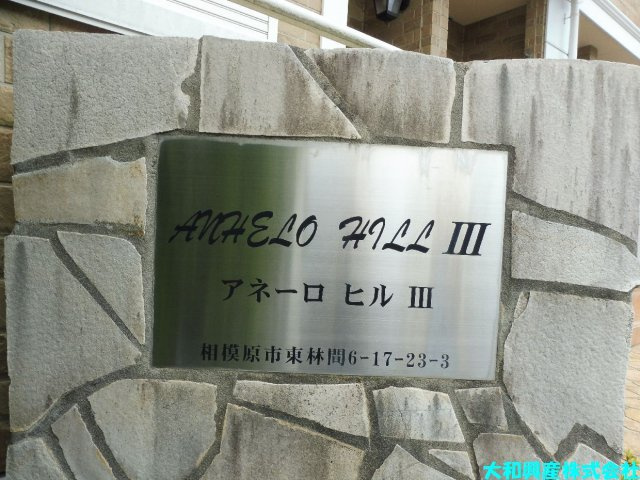 ANHELO HILL III
アネーロ ヒル III
相模原市東林間6-17-23-3
大和興産株式会社